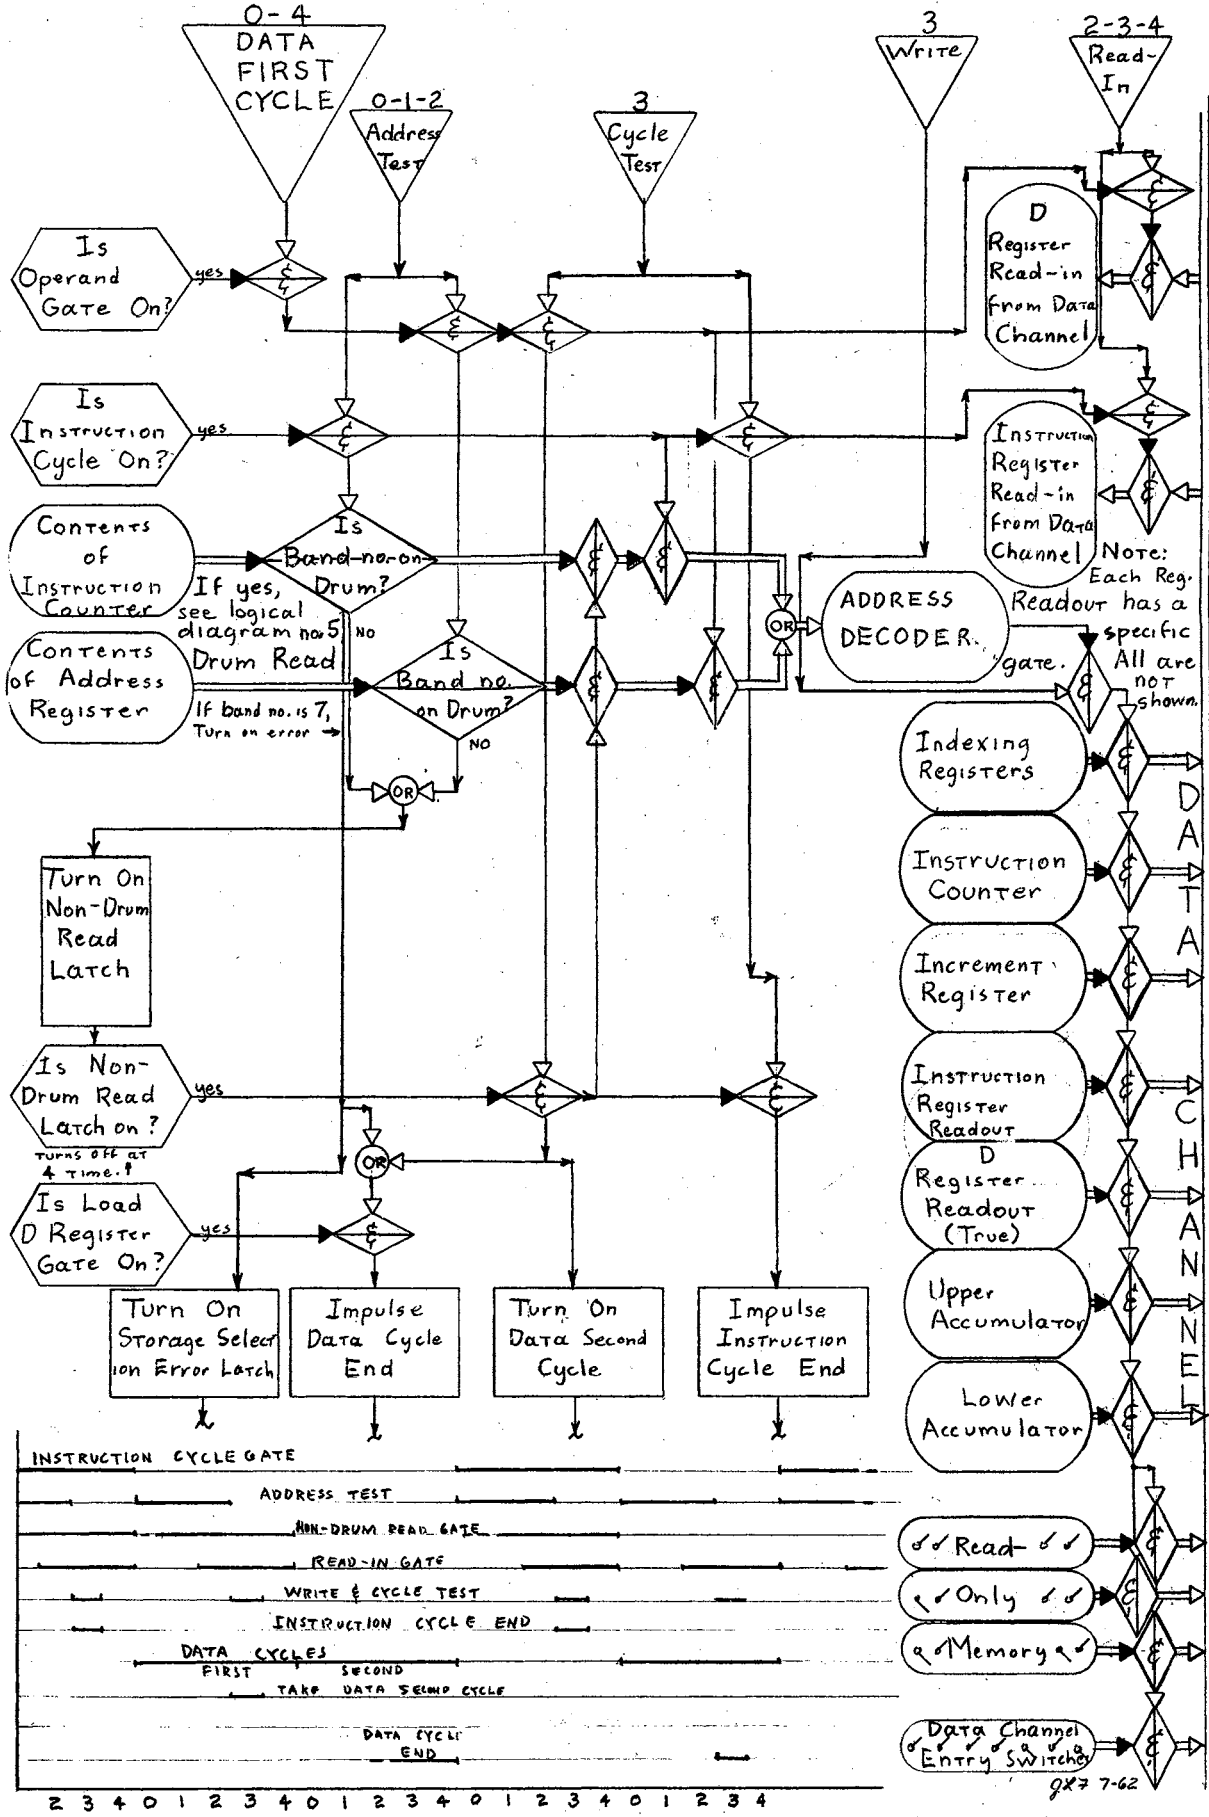 0-4
DATA
FIRST
CYCLE
0-1-2
Address
Test
3
Cycle
Test
3
Write
2-3-4
Read-
In
Is
Operand
Gate On?
yes
&
&
&
&
&
D
Register
Read-in
from Data
Channel
Is
Instruction
Cycle On?
yes
&
&
&
&
Instruction
Register
Read-in
from Data
Channel
Contents
of
Instruction
Counter
Is
Band no. on
Drum?
&
&
If yes,
see logical
diagram no. 5,
Drum Read
NO
OR
ADDRESS
DECODER
Note:
Each Reg.
Readout has a
specific
gate.
All are
not
shown.
&
Contents
of Address
Register
If band no. is 7,
Turn on error →
Is
Band no.
on Drum?
NO
&
&
OR
Turn On
Non-Drum
Read
Latch
Is Non-
Drum Read
Latch on?
yes
&
&
Turns off at
4 Time.↑
OR
Is Load
D Register
Gate On?
yes
&
Turn On
Storage Select
ion Error Latch
Impulse
Data Cycle
End
Turn On
Data Second
Cycle
Impulse
Instruction
Cycle End
Indexing
Registers
&
Instruction
Counter
&
Increment
Register
&
Instruction
Register
Readout
&
D
Register
Readout
(True)
&
Upper
Accumulator
&
Lower
Accumulator
&
DATA CHANNEL
Read-
&
Only
&
Memory
&
Data Channel
Entry Switches
&
7-62
INSTRUCTION CYCLE GATE
ADDRESS TEST
NON-DRUM READ GATE
READ-IN GATE
WRITE & CYCLE TEST
INSTRUCTION CYCLE END
DATA CYCLES
FIRST SECOND
TAKE DATA SECOND CYCLE
DATA CYCLE
END
2 3 4 0 1 2 3 4 0 1 2 3 4 0 1 2 3 4 0 1 2 3 4